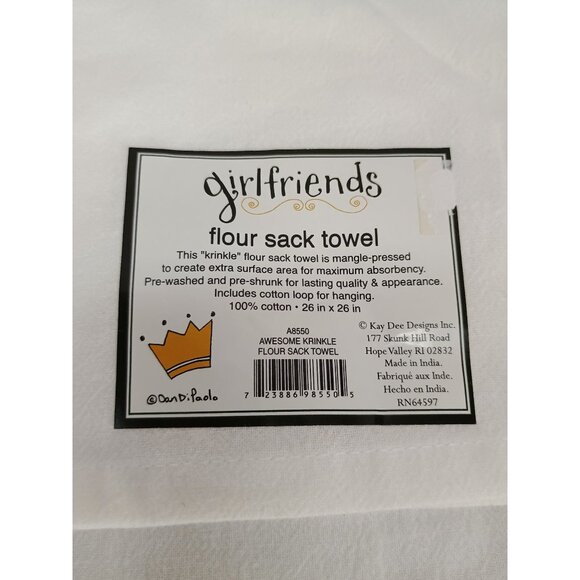 girlfriends
flour sack towel
This "krinkle" flour sack towel is mangle-pressed
to create extra surface area for maximum absorbency.
Pre-washed and pre-shrunk for lasting quality & appearance.
Includes cotton loop for hanging.
100% cotton • 26 in x 26 in
A8550
AWESOME KRINKLE
FLOUR SACK TOWEL
7 23886 98550 5
© Kay Dee Designs Inc.
177 Skunk Hill Road
Hope Valley RI 02832
Made in India.
Fabriqué aux Inde.
Hecho en India.
RN64597
©Dan DiPaolo